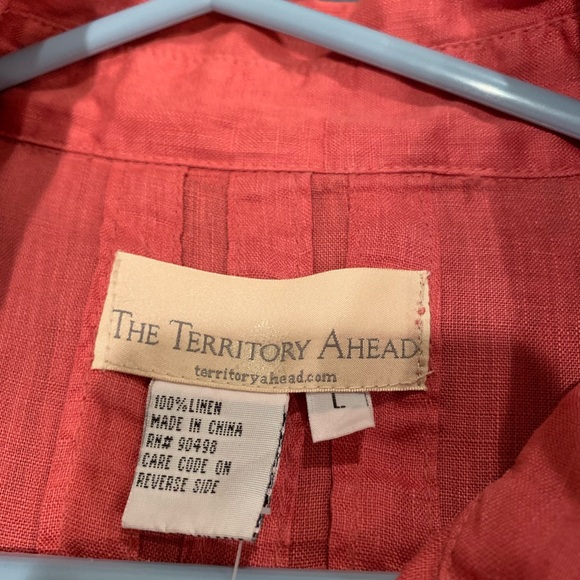 THE TERRITORY AHEAD
territoryahead.com
100% LINEN
MADE IN CHINA
RN# 90498
CARE CODE ON
REVERSE SIDE
L